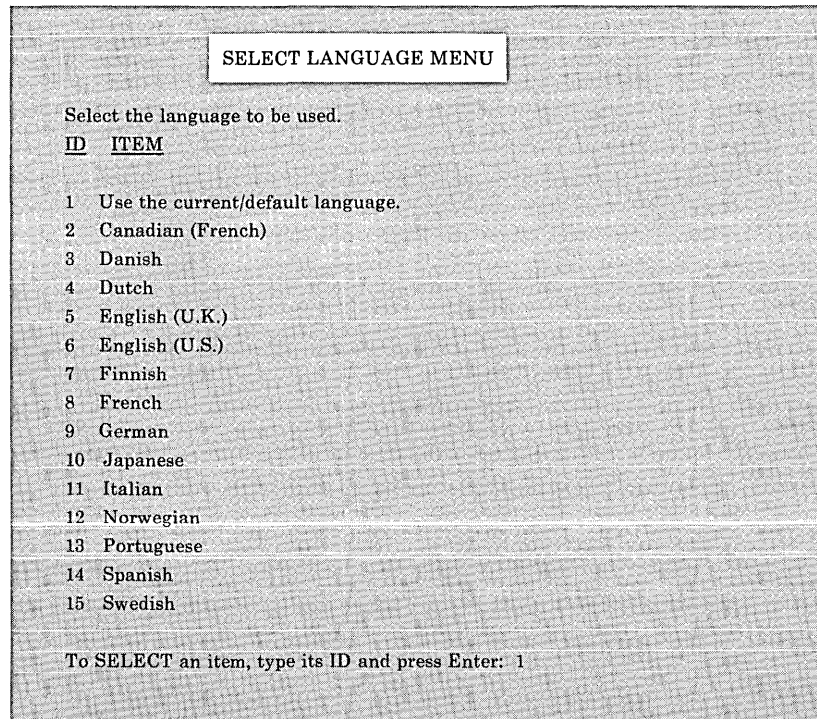 SELECT LANGUAGE MENU
Select the language to be used.
ID ITEM
1 Use the current/default language.
2 Canadian (French)
3 Danish
4 Dutch
5 English (U.K.)
6 English (U.S.)
7 Finnish
8 French
9 German
10 Japanese
11 Italian
12 Norwegian
13 Portuguese
14 Spanish
15 Swedish
To SELECT an item, type its ID and press Enter: 1